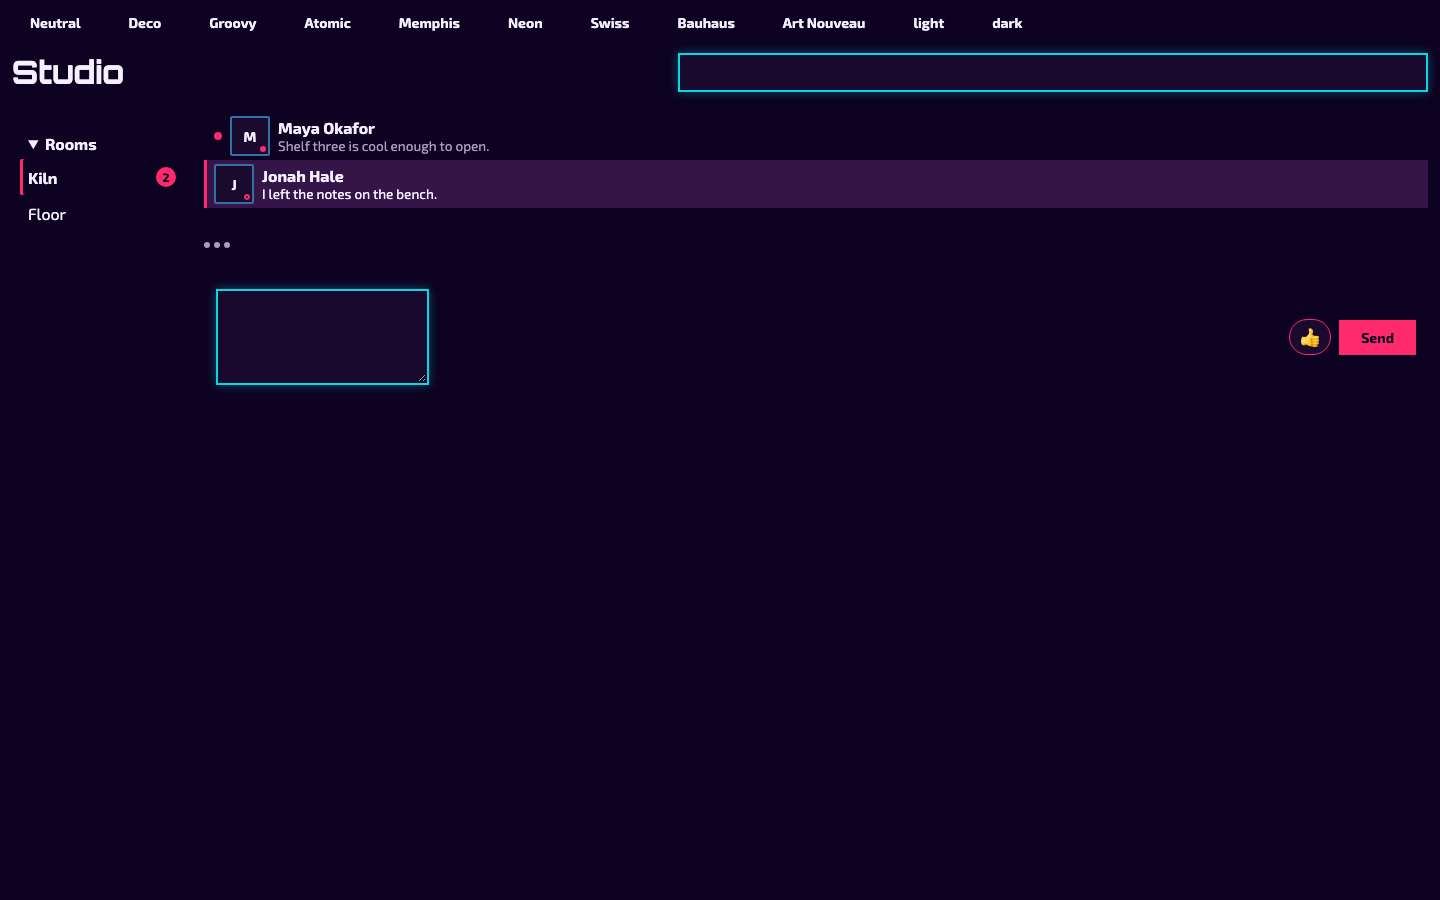 Neutral Deco Groovy Atomic Memphis Neon Swiss Bauhaus Art Nouveau light dark
Studio
▼ Rooms
Kiln 2
Floor
M Maya Okafor
Shelf three is cool enough to open.
J Jonah Hale
I left the notes on the bench.
👍 Send